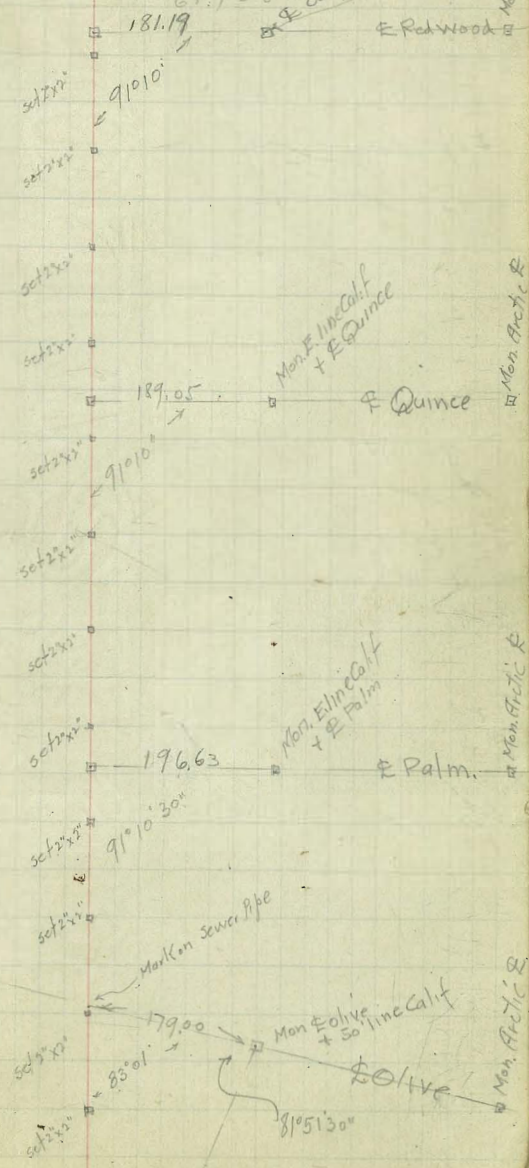 181.19
℄ Redwood
set 2"x2"
91°10'
set 2"x2"
set 2"x2"
Mon. E. line Calif
+ ℄ Quince
Mon. Arctic ℄
set 2"x2"
189.05
℄ Quince
set 2"x2"
91°10'
set 2"x2"
set 2"x2"
Mon. E line Calif
+ ℄ Palm
Mon. Arctic ℄
set 2"x2"
196.63
℄ Palm.
set 2"x2"
91°10'30"
set 2"x2"
Mark on Sewer Pipe
179.00
Mon ℄ Olive
+ So line Calif
Mon. Arctic ℄
set 2"x2"
83°01'
℄ Olive
81°51'30"
set 2"x2"